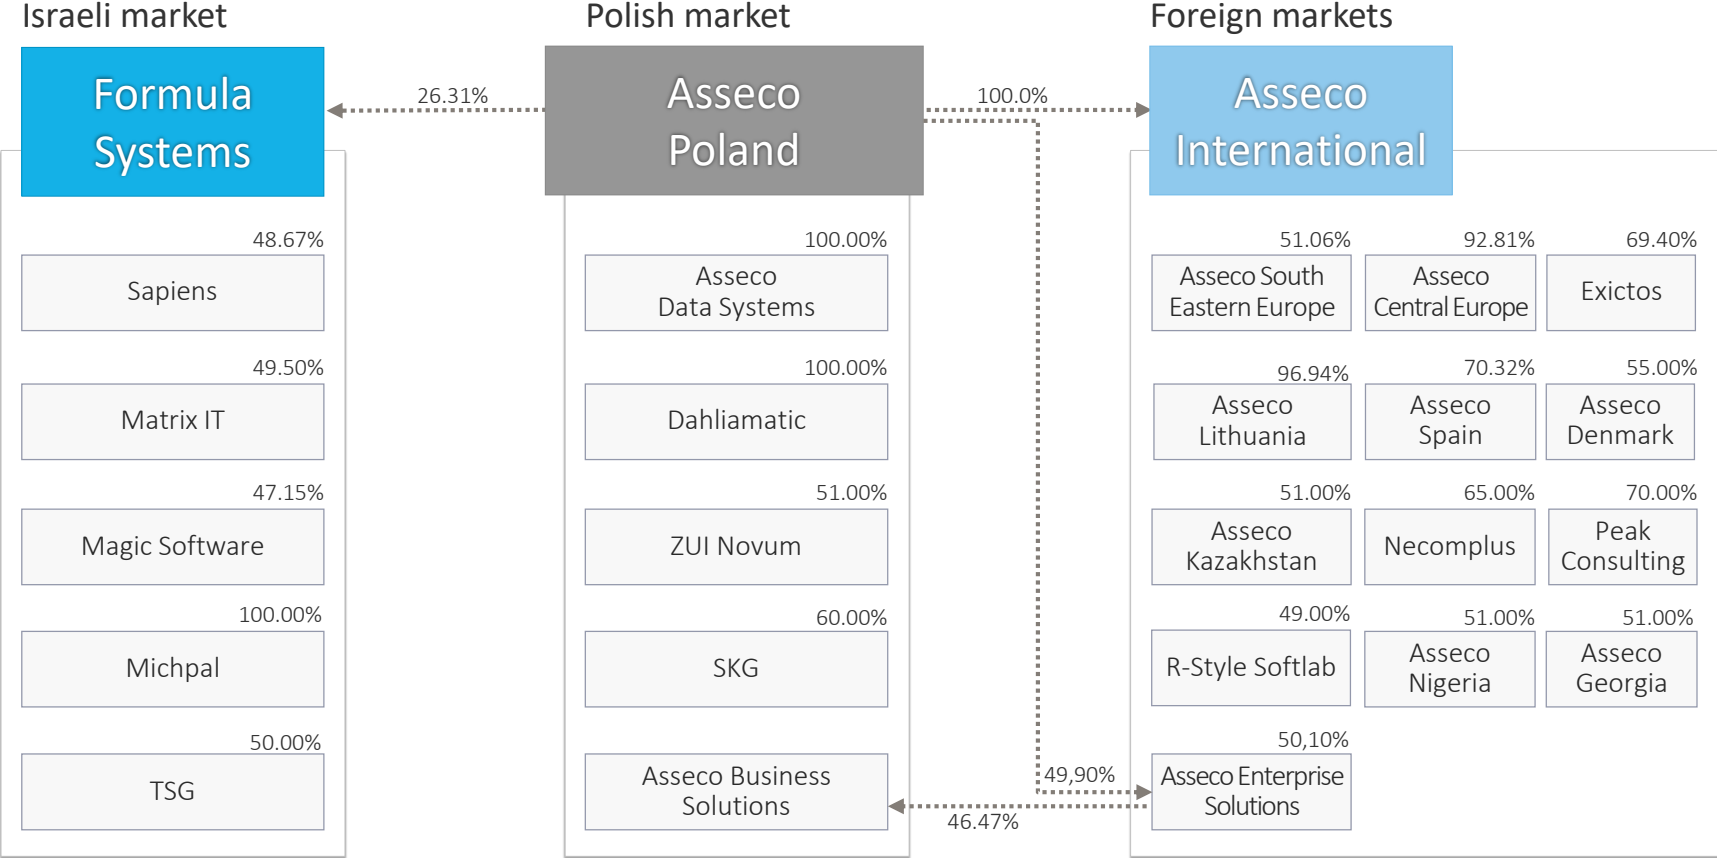 Israeli market
Polish market
Foreign markets
Formula
Systems
26.31%
Asseco
Poland
100.0%
Asseco
International
48.67%
Sapiens
49.50%
Matrix IT
47.15%
Magic Software
100.00%
Michpal
50.00%
TSG
100.00%
Asseco
Data Systems
100.00%
Dahliamatic
51.00%
ZUI Novum
60.00%
SKG
Asseco Business
Solutions
49,90%
46.47%
51.06%
Asseco South
Eastern Europe
92.81%
Asseco
Central Europe
69.40%
Exictos
96.94%
Asseco
Lithuania
70.32%
Asseco
Spain
55.00%
Asseco
Denmark
51.00%
Asseco
Kazakhstan
65.00%
Necomplus
70.00%
Peak
Consulting
49.00%
R-Style Softlab
51.00%
Asseco
Nigeria
51.00%
Asseco
Georgia
50,10%
Asseco Enterprise
Solutions